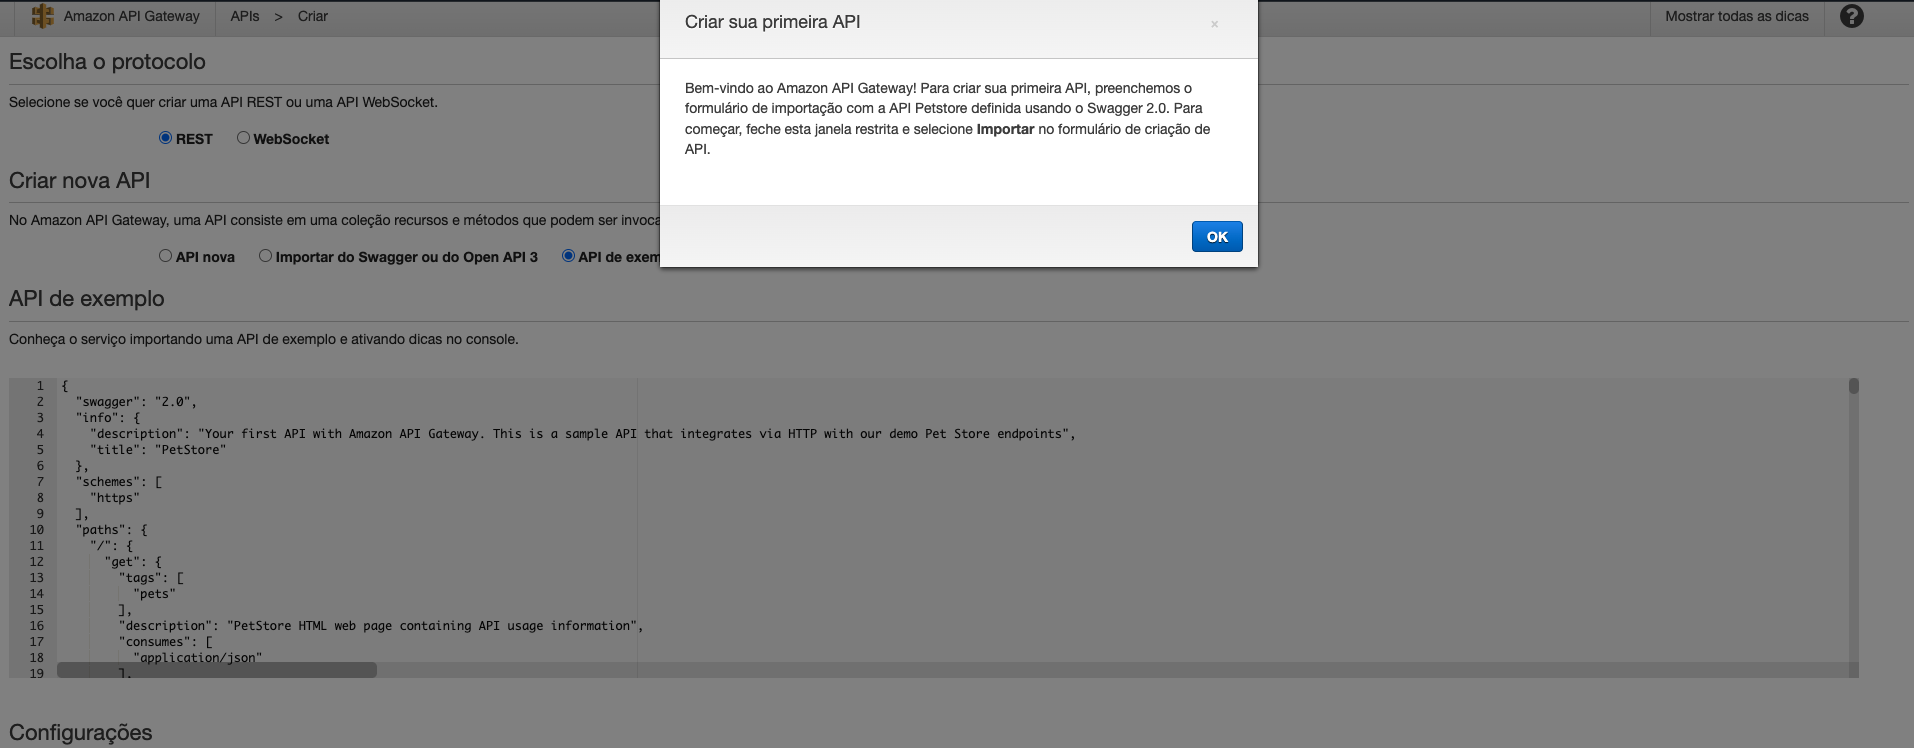 Amazon API Gateway APIs > Criar Mostrar todas as dicas ?
Criar sua primeira API ×
Bem-vindo ao Amazon API Gateway! Para criar sua primeira API, preenchemos o
formulário de importação com a API Petstore definida usando o Swagger 2.0. Para
começar, feche esta janela restrita e selecione Importar no formulário de criação de
API.
OK
Escolha o protocolo
Selecione se você quer criar uma API REST ou uma API WebSocket.
REST WebSocket
Criar nova API
No Amazon API Gateway, uma API consiste em uma coleção recursos e métodos que podem ser invoca
API nova Importar do Swagger ou do Open API 3 API de exem
API de exemplo
Conheça o serviço importando uma API de exemplo e ativando dicas no console.
1 {
2 "swagger": "2.0",
3 "info": {
4 "description": "Your first API with Amazon API Gateway. This is a sample API that integrates via HTTP with our demo Pet Store endpoints",
5 "title": "PetStore"
6 },
7 "schemes": [
8 "https"
9 ],
10 "paths": {
11 "/": {
12 "get": {
13 "tags": [
14 "pets"
15 ],
16 "description": "PetStore HTML web page containing API usage information",
17 "consumes": [
18 "application/json"
19 ],
Configurações